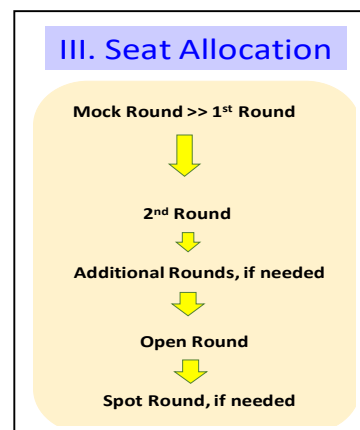 III. Seat Allocation
Mock Round >> 1st Round
2nd Round
Additional Rounds, if needed
Open Round
Spot Round, if needed